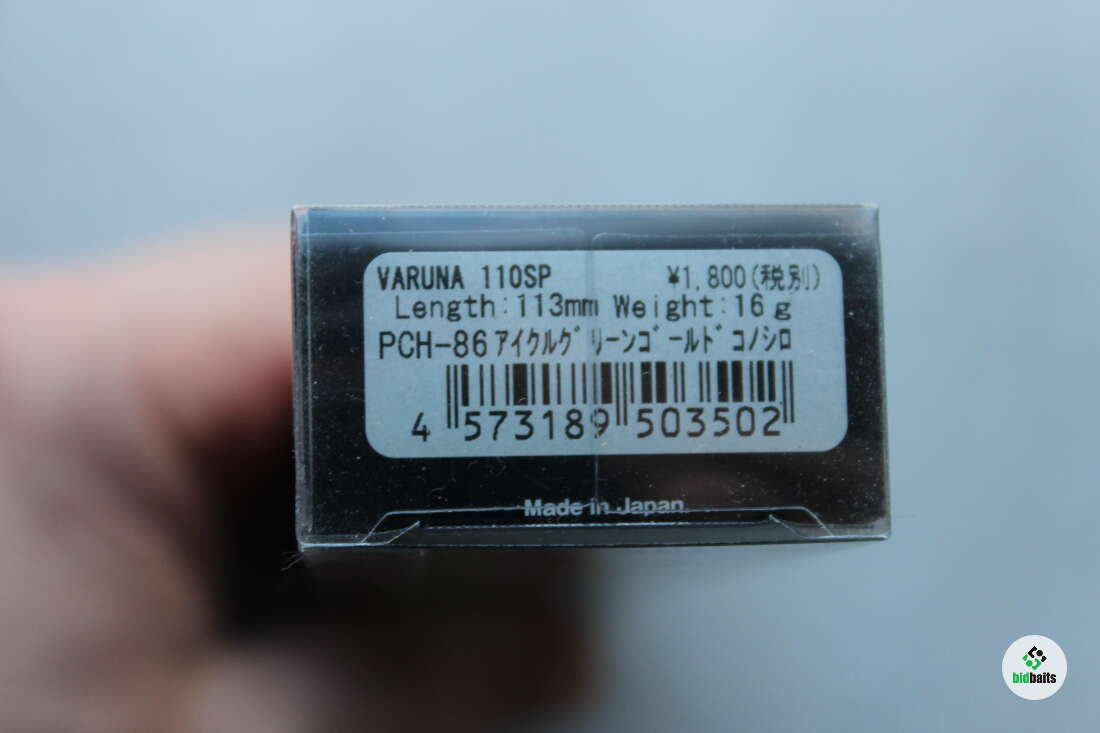 VARUNA 110SP ¥1,800(税別)
Length:113mm Weight:16g
PCH-86 ｱｲｸﾙｸﾞﾘｰﾝｺﾞｰﾙﾄﾞｺﾉｼﾛ
4 573189 503502
Made in Japan
bidbaits